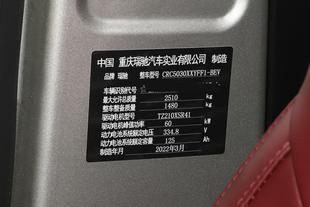 中国 重庆瑞驰汽车实业有限公司 制造
品牌 瑞驰 整车型号 CRC5030XXYFF1-BEV
车辆识别代号
最大允许总质量 2510 kg
整车整备质量 1480 kg
驱动电机型号 TZ210XSR41
驱动电机峰值功率 60 kW
动力电池系统额定电压 334.8 V
动力电池系统额定容量 125 Ah
制造年月 2022年3月